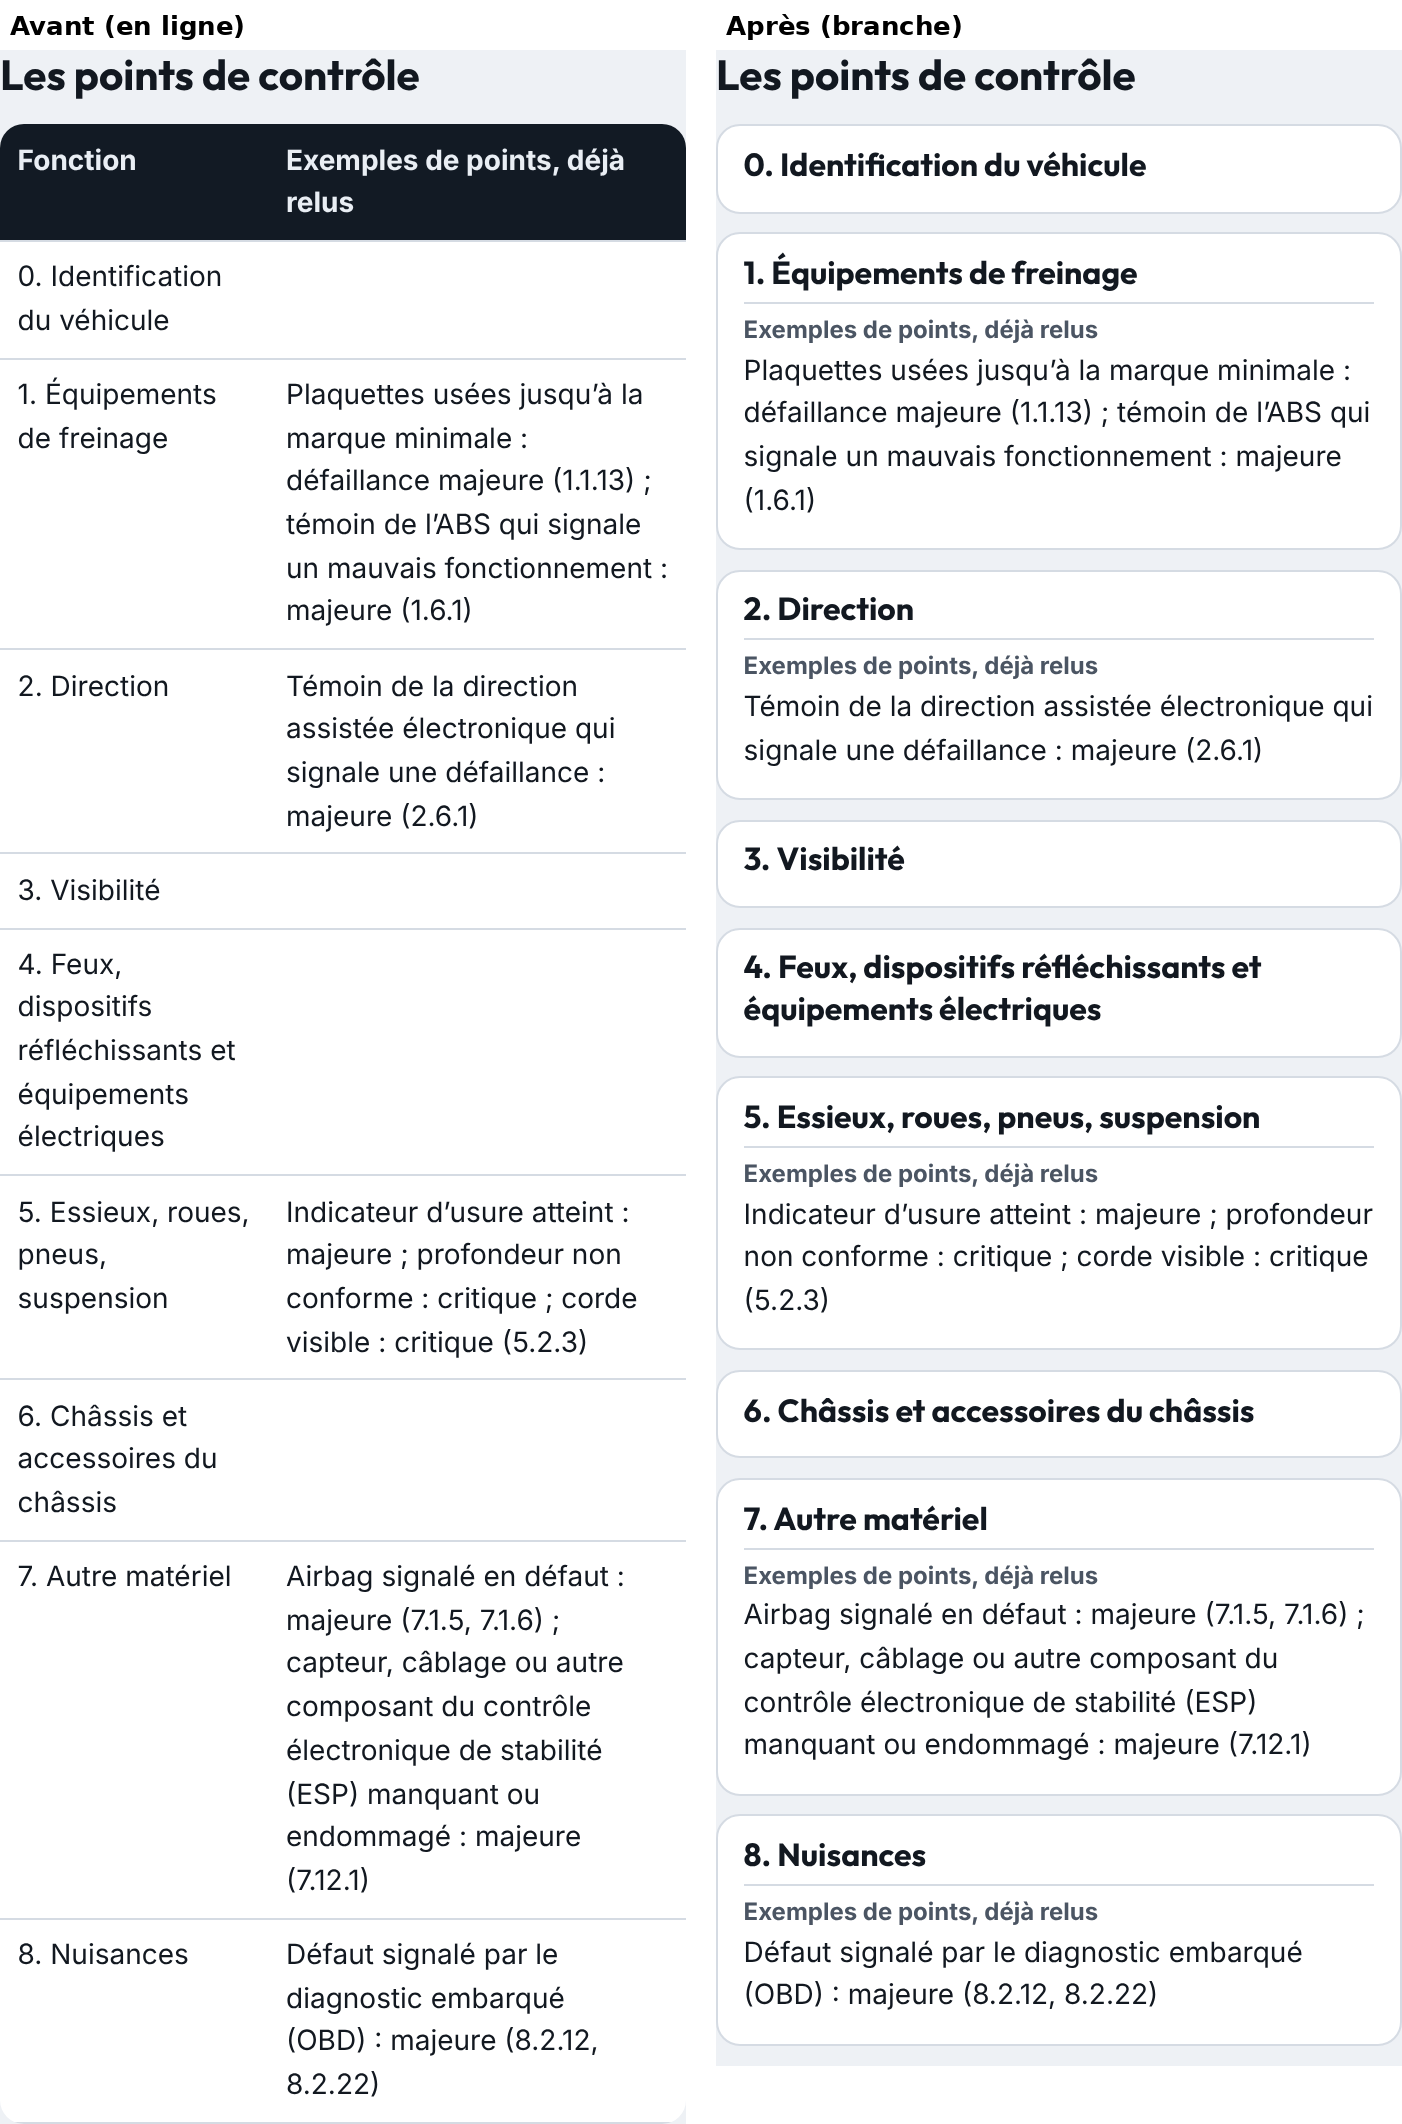 Avant (en ligne)
Les points de contrôle
Fonction
Exemples de points, déjà
relus
0. Identification
du véhicule
1. Équipements
de freinage
Plaquettes usées jusqu’à la
marque minimale :
défaillance majeure (1.1.13) ;
témoin de l’ABS qui signale
un mauvais fonctionnement :
majeure (1.6.1)
2. Direction
Témoin de la direction
assistée électronique qui
signale une défaillance :
majeure (2.6.1)
3. Visibilité
4. Feux,
dispositifs
réfléchissants et
équipements
électriques
5. Essieux, roues,
pneus,
suspension
Indicateur d’usure atteint :
majeure ; profondeur non
conforme : critique ; corde
visible : critique (5.2.3)
6. Châssis et
accessoires du
châssis
7. Autre matériel
Airbag signalé en défaut :
majeure (7.1.5, 7.1.6) ;
capteur, câblage ou autre
composant du contrôle
électronique de stabilité
(ESP) manquant ou
endommagé : majeure
(7.12.1)
8. Nuisances
Défaut signalé par le
diagnostic embarqué
(OBD) : majeure (8.2.12,
8.2.22)
Après (branche)
Les points de contrôle
0. Identification du véhicule
1. Équipements de freinage
Exemples de points, déjà relus
Plaquettes usées jusqu’à la marque minimale :
défaillance majeure (1.1.13) ; témoin de l’ABS qui
signale un mauvais fonctionnement : majeure
(1.6.1)
2. Direction
Exemples de points, déjà relus
Témoin de la direction assistée électronique qui
signale une défaillance : majeure (2.6.1)
3. Visibilité
4. Feux, dispositifs réfléchissants et
équipements électriques
5. Essieux, roues, pneus, suspension
Exemples de points, déjà relus
Indicateur d’usure atteint : majeure ; profondeur
non conforme : critique ; corde visible : critique
(5.2.3)
6. Châssis et accessoires du châssis
7. Autre matériel
Exemples de points, déjà relus
Airbag signalé en défaut : majeure (7.1.5, 7.1.6) ;
capteur, câblage ou autre composant du
contrôle électronique de stabilité (ESP)
manquant ou endommagé : majeure (7.12.1)
8. Nuisances
Exemples de points, déjà relus
Défaut signalé par le diagnostic embarqué
(OBD) : majeure (8.2.12, 8.2.22)